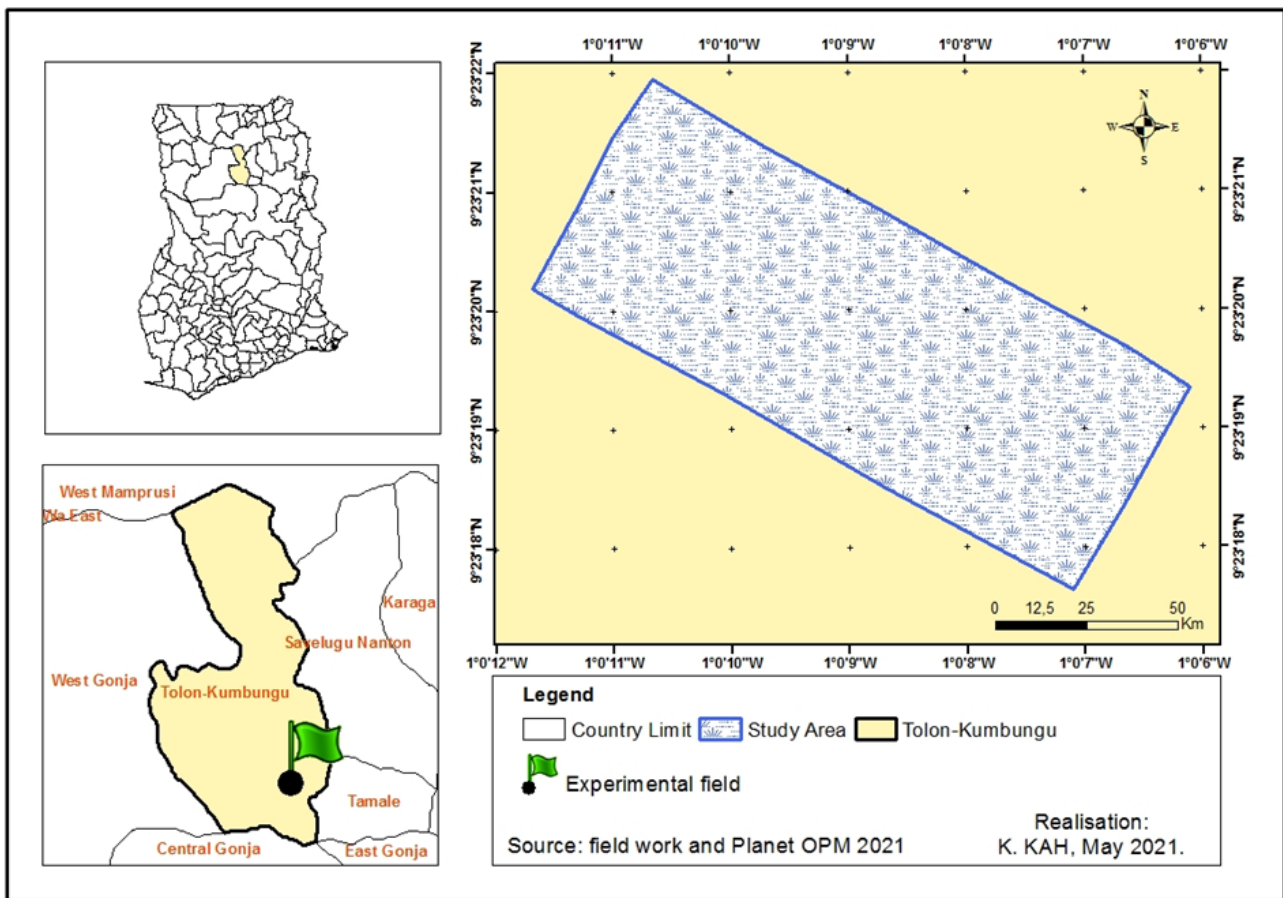 1°0'11"W 1°0'10"W 1°0'9"W 1°0'8"W 1°0'7"W 1°0'6"W
9°23'22"N
9°23'21"N
9°23'20"N
9°23'19"N
9°23'18"N
9°23'21"N
9°23'20"N
9°23'19"N
9°23'18"N
N
W E
S
0 12,5 25 50
Km
1°0'12"W 1°0'11"W 1°0'10"W 1°0'9"W 1°0'8"W 1°0'7"W 1°0'6"W
West Mamprusi
Wa East
Karaga
Savelugu Nanton
West Gonja
Tolon-Kumbungu
Tamale
Central Gonja
East Gonja
Legend
Country Limit Study Area Tolon-Kumbungu
Experimental field
Source: field work and Planet OPM 2021
Realisation:
K. KAH, May 2021.